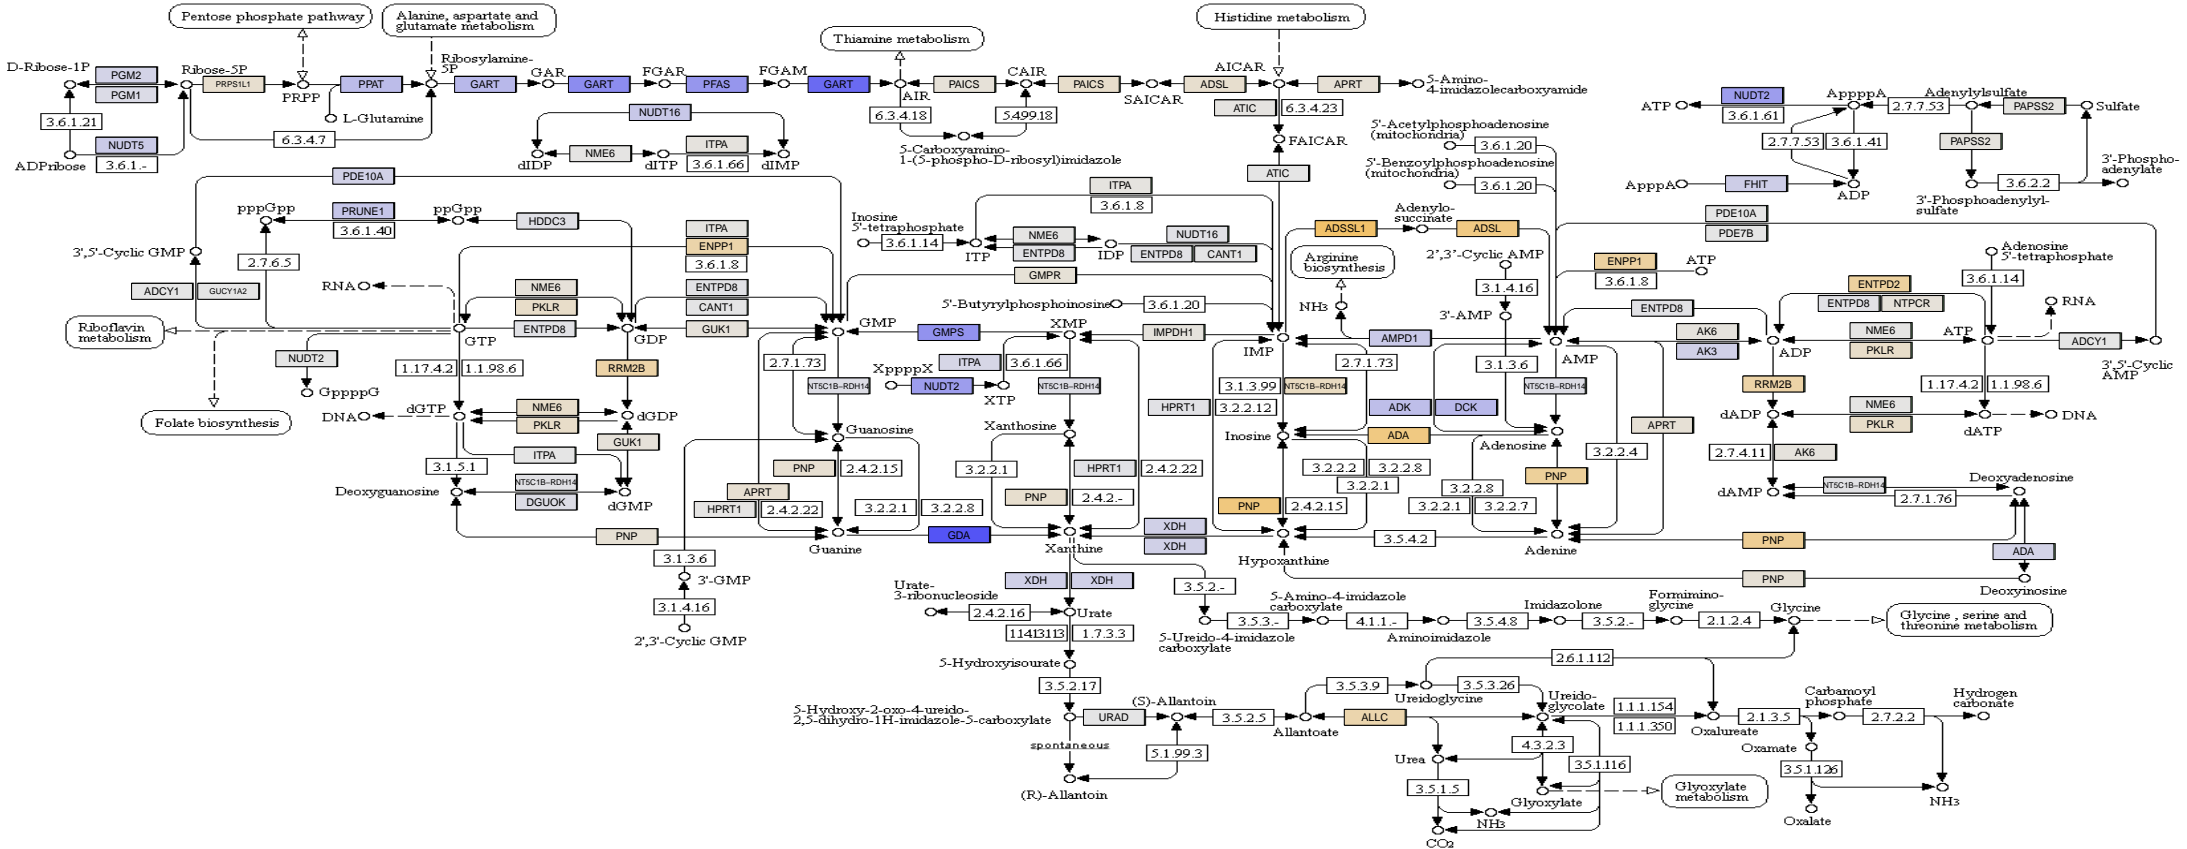 Pentose phosphate pathway
Alanine, aspartate and
glutamate metabolism
Histidine metabolism
Thiamine metabolism
D-Ribose-1P
PGM2
PGM1
Ribose-5P
PRPS1L1
PRPP
PPAT
Ribosylamine-
5P
GART
GAR
GART
FGAR
PFAS
FGAM
GART
AIR
PAICS
CAIR
PAICS
SAICAR
ADSL
AICAR
APRT
5-Amino-
4-imidazolecarboxyamide
3.6.1.21
L-Glutamine
6.3.4.7
NUDT5
3.6.1.-
ADPribose
NUDT16
dIDP
NME6
dITP
ITPA
3.6.1.66
dIMP
6.3.4.18
5.4.99.18
5-Carboxyamino-
1-(5-phospho-D-ribosyl)imidazole
ATIC
6.3.4.23
FAICAR
ATIC
5'-Acetylphosphoadenosine
(mitochondria)
3.6.1.20
5'-Benzoylphosphoadenosine
(mitochondria)
3.6.1.20
ATP
NUDT2
3.6.1.61
AppppA
2.7.7.53
Adenylylsulfate
PAPSS2
Sulfate
2.7.7.53
3.6.1.41
PAPSS2
ApppA
FHIT
ADP
3.6.2.2
3'-Phospho-
adenylate
3'-Phosphoadenylyl-
sulfate
PDE10A
pppGpp
PRUNE1
3.6.1.40
ppGpp
HDDC3
ITPA
ENPP1
3.6.1.8
3',5'-Cyclic GMP
2.7.6.5
ADCY1
GUCY1A2
RNA
NME6
PKLR
ENTPD8
ENTPD8
CANT1
GUK1
Riboflavin
metabolism
GTP
GDP
GMP
ITPA
3.6.1.8
Inosine
5'-tetraphosphate
3.6.1.14
ITP
NME6
ENTPD8
IDP
NUDT16
ENTPD8
CANT1
GMPR
5'-Butyrylphosphoinosine
3.6.1.20
ADSSL1
Adenylo-
succinate
ADSL
Arginine
biosynthesis
NH3
2',3'-Cyclic AMP
3.1.4.16
3'-AMP
3.1.3.6
PDE10A
PDE7B
ENPP1
3.6.1.8
ATP
Adenosine
5'-tetraphosphate
3.6.1.14
ENTPD2
ENTPD8
NTPCR
RNA
ENTPD8
AK6
AK3
ADP
NME6
PKLR
ATP
ADCY1
3',5'-Cyclic
AMP
NUDT2
GppppG
1.17.4.2
1.1.98.6
RRM2B
GMPS
XMP
IMPDH1
IMP
AMPD1
AMP
2.7.1.73
ITPA
3.6.1.66
XppppX
NUDT2
XTP
NT5C1B-RDH14
NT5C1B-RDH14
3.1.3.99
NT5C1B-RDH14
2.7.1.73
HPRT1
3.2.2.12
ADK
DCK
NT5C1B-RDH14
RRM2B
1.17.4.2
1.1.98.6
Folate biosynthesis
DNA
dGTP
NME6
PKLR
dGDP
GUK1
ITPA
3.1.5.1
Deoxyguanosine
NT5C1B-RDH14
DGUOK
dGMP
PNP
Guanosine
PNP
2.4.2.15
APRT
HPRT1
2.4.2.22
3.2.2.1
3.2.2.8
Guanine
GDA
Xanthosine
3.2.2.1
HPRT1
2.4.2.22
PNP
2.4.2.-
Xanthine
XDH
XDH
Inosine
ADA
Adenosine
3.2.2.2
3.2.2.8
3.2.2.1
PNP
2.4.2.15
3.2.2.8
3.2.2.1
3.2.2.7
PNP
3.2.2.4
APRT
Hypoxanthine
3.5.4.2
Adenine
dADP
NME6
PKLR
dATP
DNA
2.7.4.11
AK6
dAMP
NT5C1B-RDH14
2.7.1.76
Deoxyadenosine
PNP
ADA
PNP
Deoxyinosine
3.1.3.6
3'-GMP
3.1.4.16
2',3'-Cyclic GMP
XDH
XDH
Urate-
3-ribonucleoside
2.4.2.16
Urate
1.14.13.113
1.7.3.3
5-Hydroxyisourate
3.5.2.17
5-Hydroxy-2-oxo-4-ureido-
2,5-dihydro-1H-imidazole-5-carboxylate
spontaneous
(R)-Allantoin
URAD
(S)-Allantoin
5.1.99.3
3.5.2.5
Allantoate
3.5.2.-
5-Ureido-4-imidazole
carboxylate
3.5.3.-
5-Amino-4-imidazole
carboxylate
4.1.1.-
Aminoimidazole
3.5.4.8
Imidazolone
3.5.2.-
Formimino-
glycine
2.1.2.4
Glycine
Glycine, serine and
threonine metabolism
2.6.1.112
3.5.3.9
Ureidoglycine
3.5.3.26
Ureido-
glycolate
ALLC
1.1.1.154
1.1.1.350
Oxalureate
2.1.3.5
Carbamoyl
phosphate
2.7.2.2
Hydrogen
carbonate
Urea
4.3.2.3
3.5.1.116
3.5.1.5
Glyoxylate
Glyoxylate
metabolism
NH3
CO2
Oxamate
3.5.1.126
Oxalate
NH3